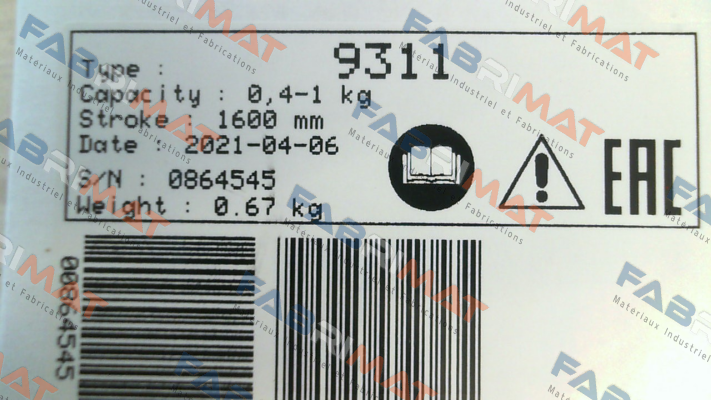 Type : 9311
Capacity : 0,4-1 kg
Stroke : 1600 mm
Date : 2021-04-06
S/N : 0864545
Weight : 0.67 kg
EAC
00864545
FABRIMAT
Materiaux Industriel et Fabrications